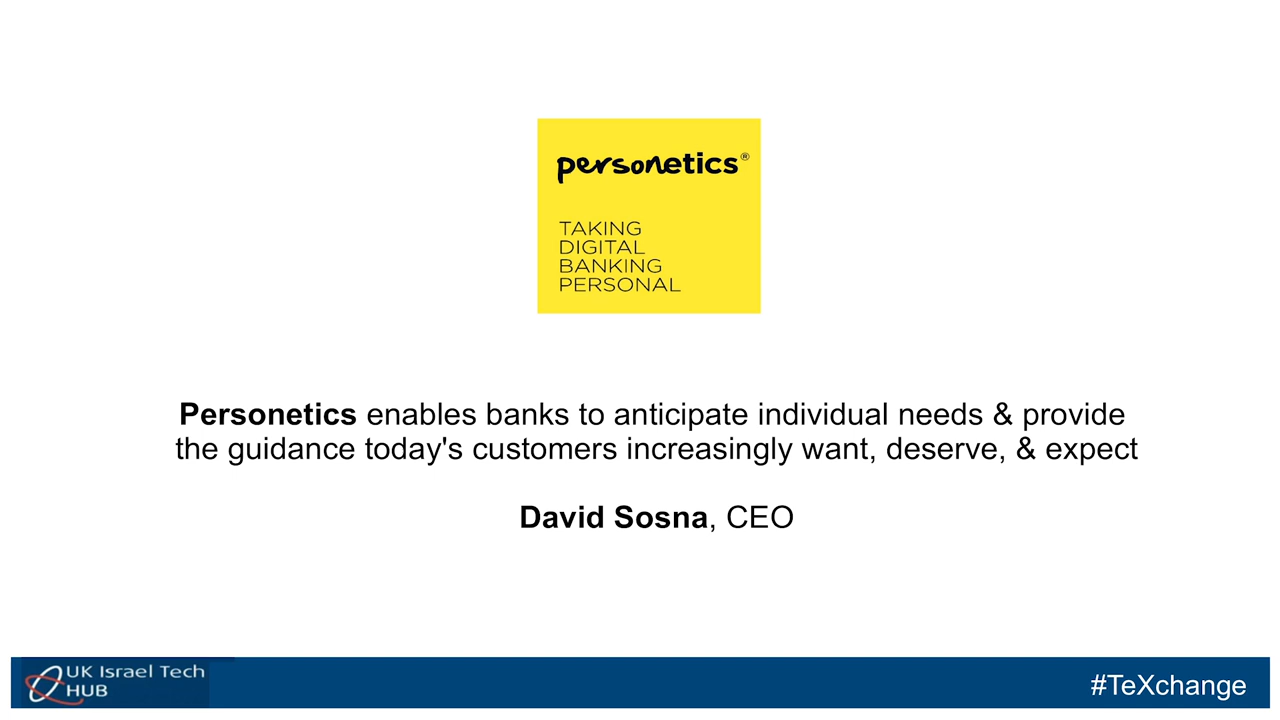 personetics®
TAKING
DIGITAL
BANKING
PERSONAL
Personetics enables banks to anticipate individual needs & provide
the guidance today's customers increasingly want, deserve, & expect
David Sosna, CEO
UK Israel Tech
HUB
#TeXchange